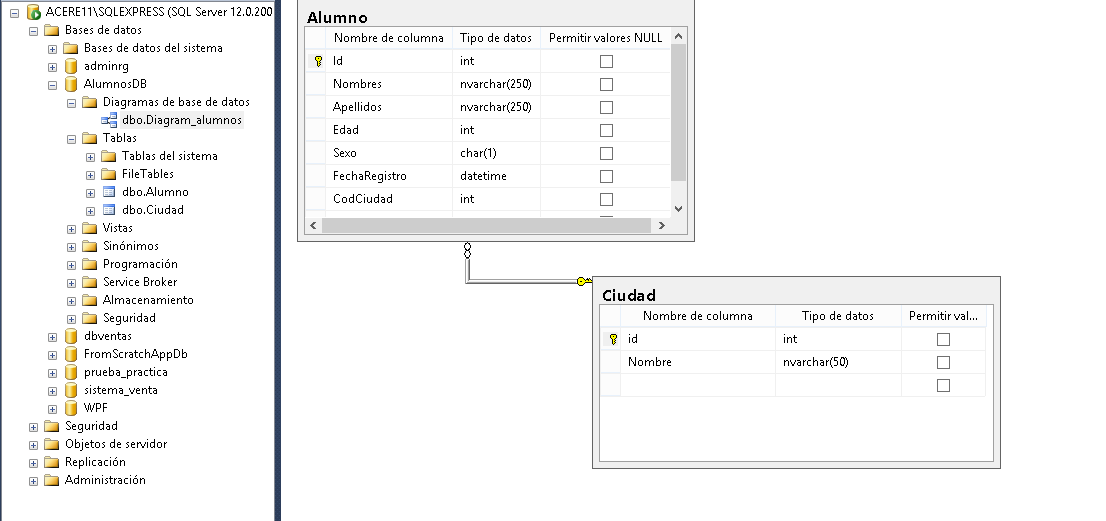 ACERE11\SQLEXPRESS (SQL Server 12.0.200
Bases de datos
Bases de datos del sistema
adminrg
AlumnosDB
Diagramas de base de datos
dbo.Diagram_alumnos
Tablas
Tablas del sistema
FileTables
dbo.Alumno
dbo.Ciudad
Vistas
Sinónimos
Programación
Service Broker
Almacenamiento
Seguridad
dbventas
FromScratchAppDb
prueba_practica
sistema_venta
WPF
Seguridad
Objetos de servidor
Replicación
Administración
Alumno
Nombre de columna Tipo de datos Permitir valores NULL
Id int
Nombres nvarchar(250)
Apellidos nvarchar(250)
Edad int
Sexo char(1)
FechaRegistro datetime
CodCiudad int
Ciudad
Nombre de columna Tipo de datos Permitir val...
id int
Nombre nvarchar(50)